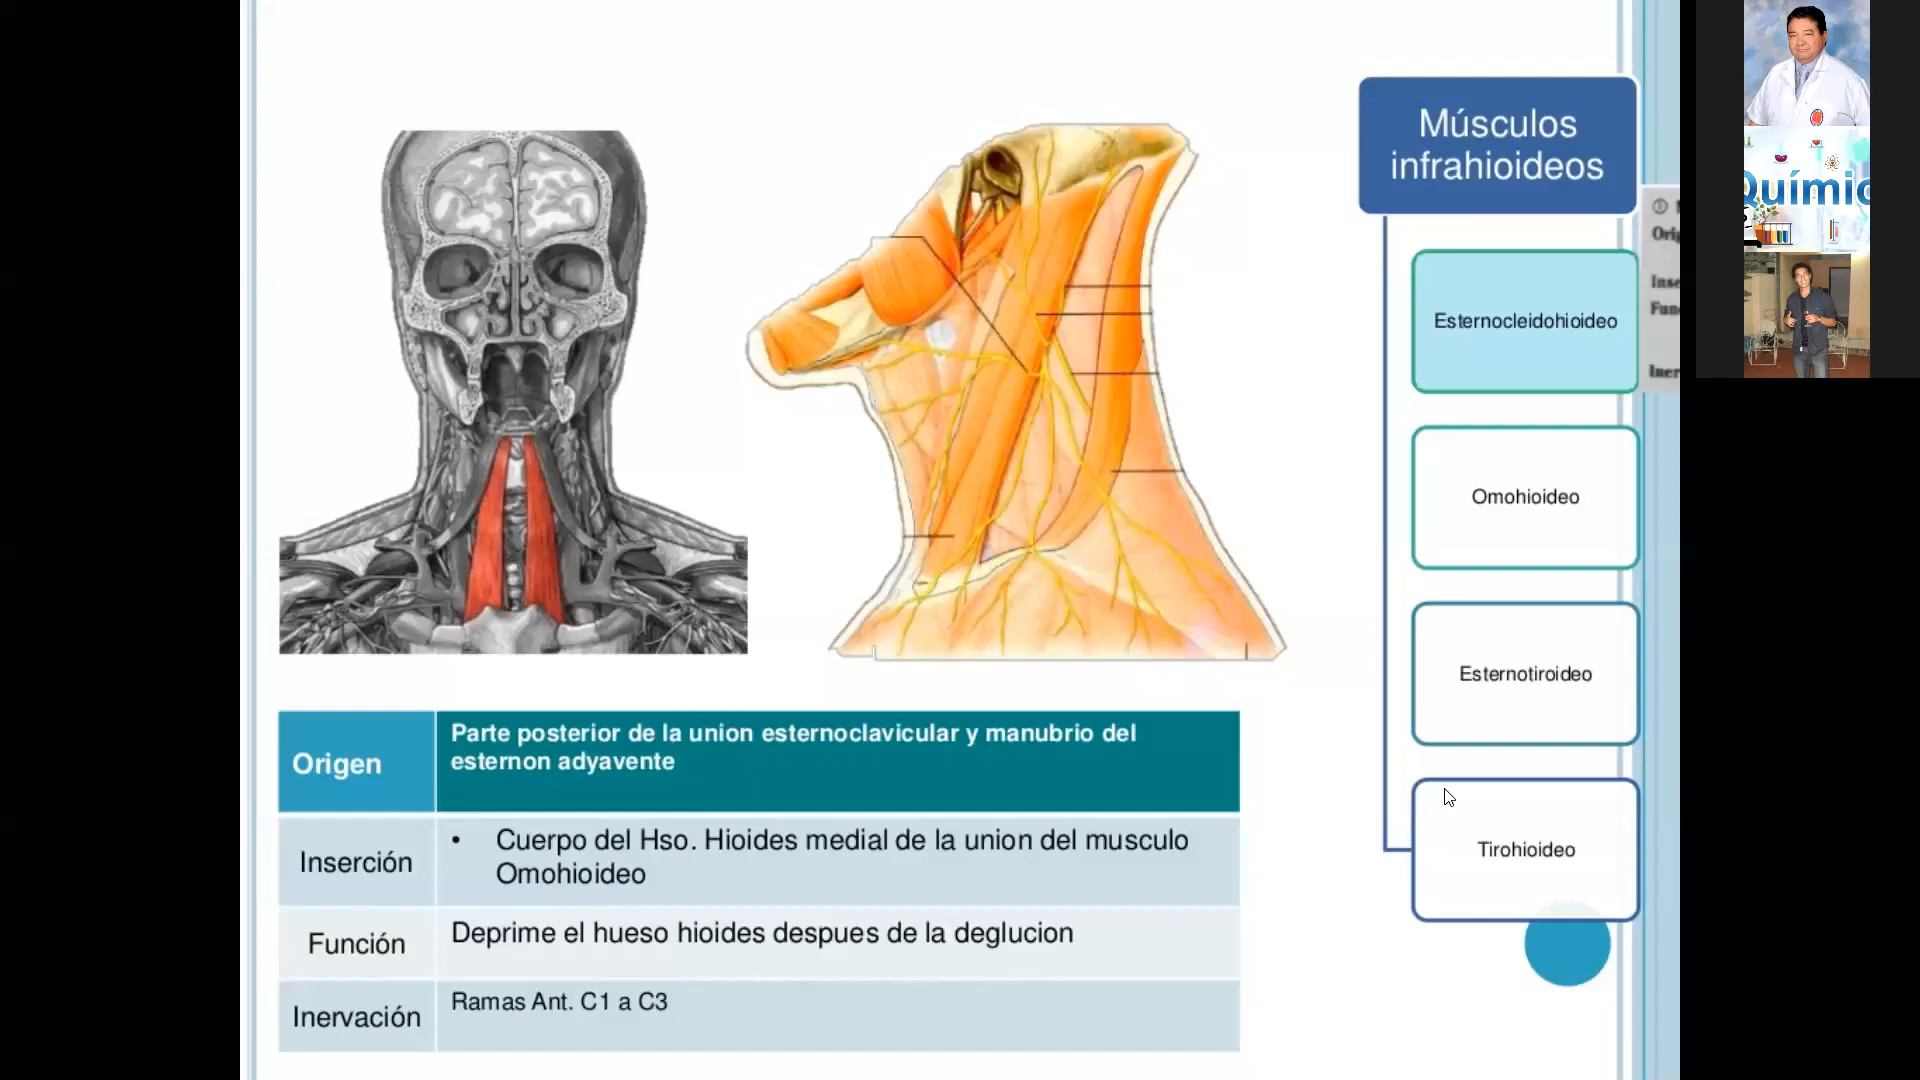 Músculos
infrahioideos
Esternocleidohioideo
Omohioideo
Esternotiroideo
Tirohioideo
Origen
Parte posterior de la union esternoclavicular y manubrio del
esternon adyavente
Inserción
• Cuerpo del Hso. Hioides medial de la union del musculo
Omohioideo
Función
Deprime el hueso hioides despues de la deglucion
Inervación
Ramas Ant. C1 a C3